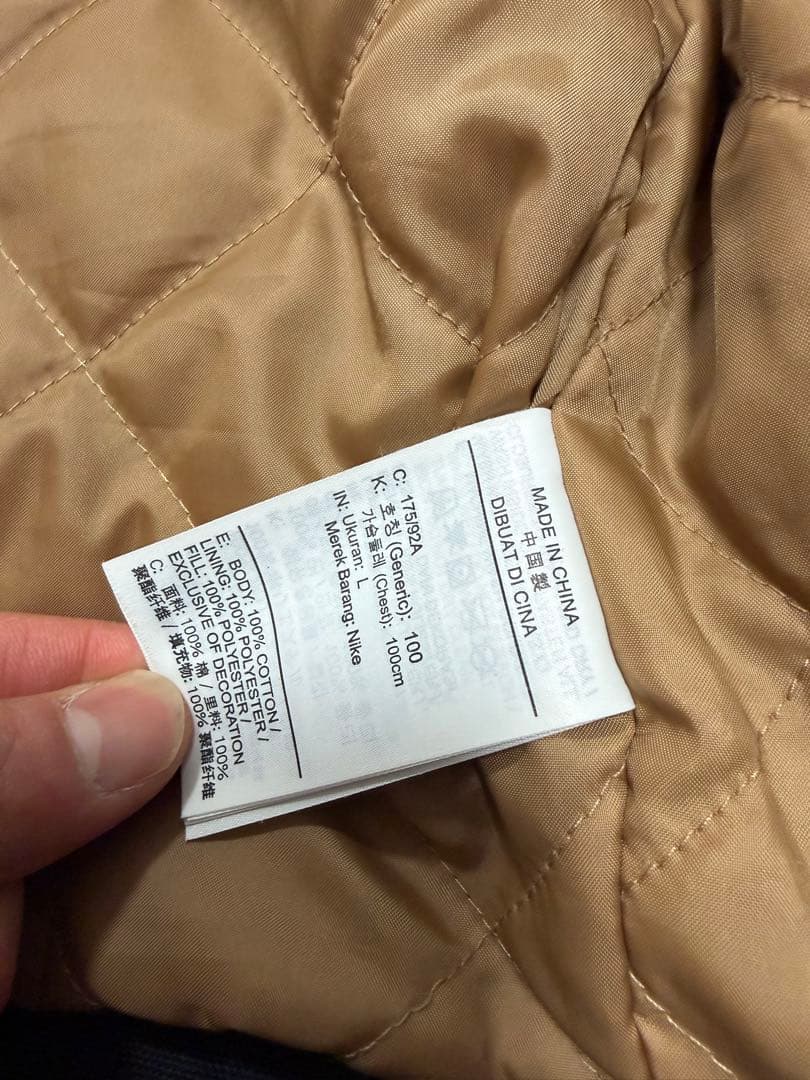 MADE IN CHINA
中国製
DIBUAT DI CINA
C: 175/92A
K: 호칭 (Generic): 100
가슴둘레 (Chest): 100cm
IN: Ukuran: L
Merek Barang: Nike
E: BODY: 100% COTTON /
LINING: 100% POLYESTER /
FILL: 100% POLYESTER /
EXCLUSIVE OF DECORATION
C: 面料: 100% 棉 / 里料: 100%
聚酯纤维 / 填充物: 100% 聚酯纤维